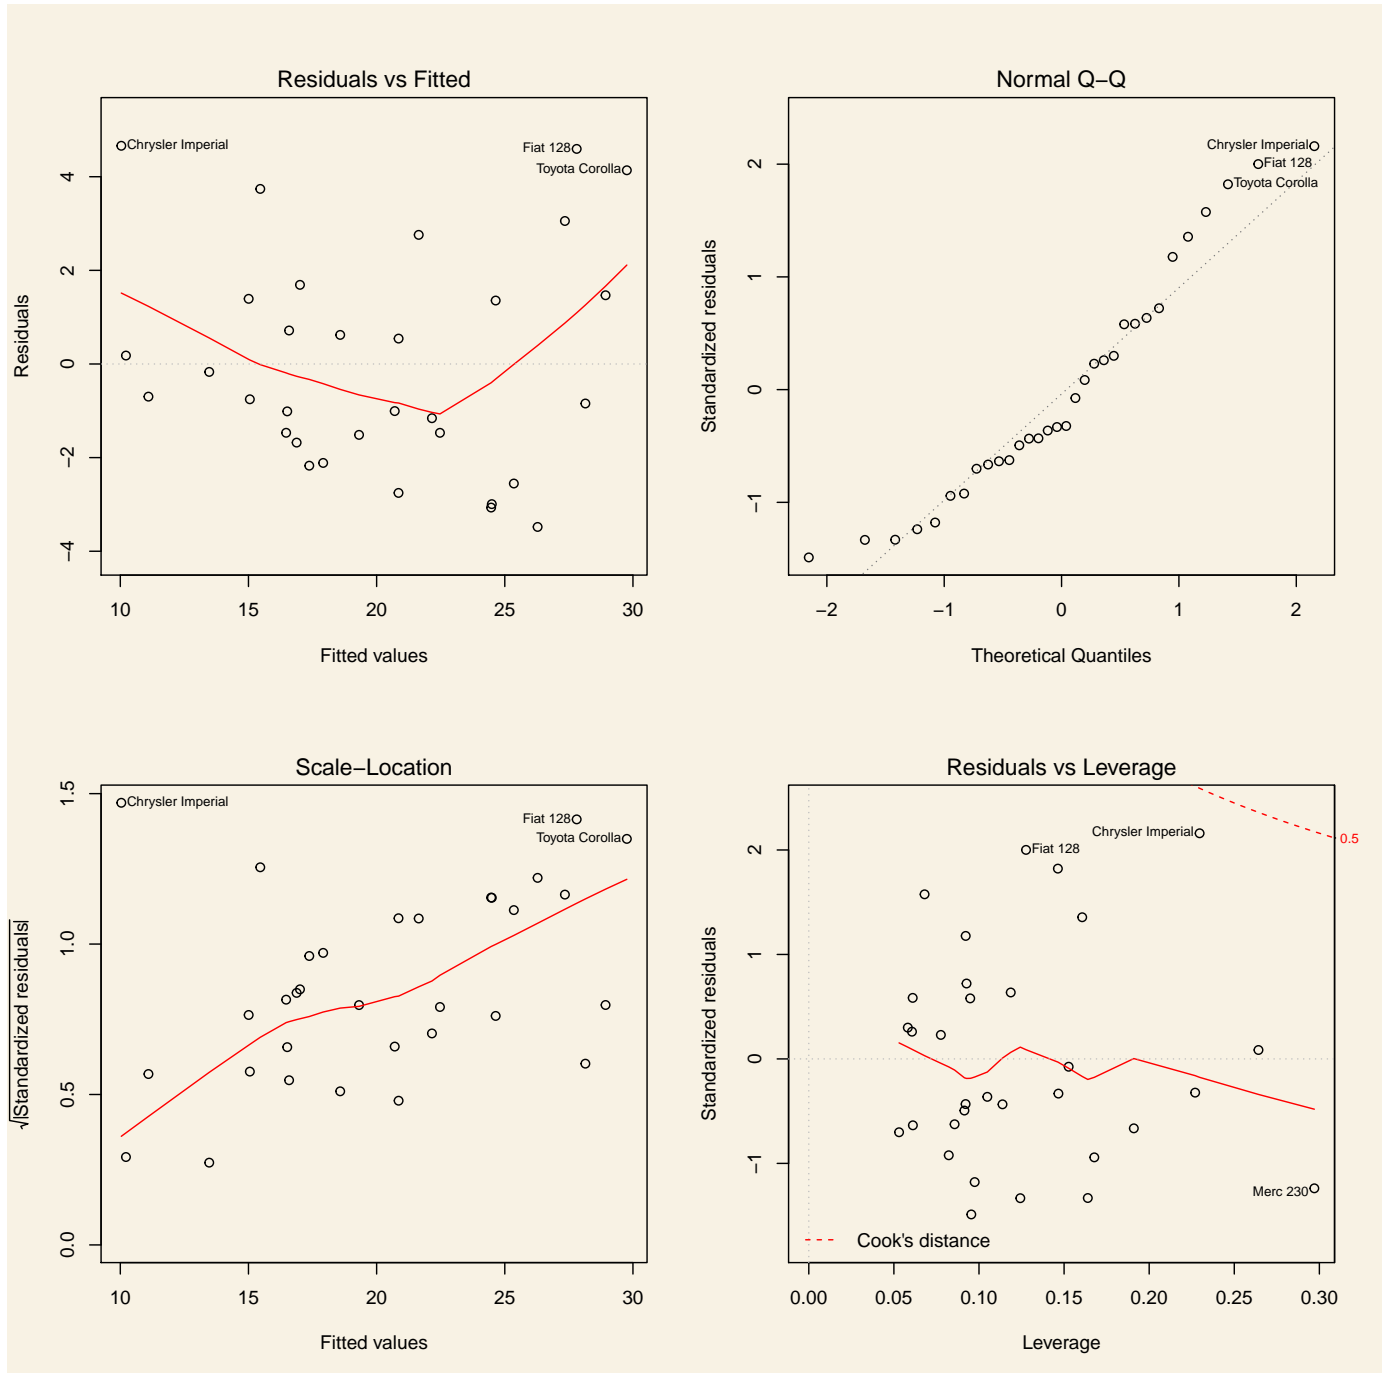 Residuals vs Fitted
Chrysler Imperial
Fiat 128
Toyota Corolla
Residuals
4
2
0
−2
−4
10 15 20 25 30
Fitted values
Normal Q−Q
Chrysler Imperial
Fiat 128
Toyota Corolla
Standardized residuals
2
1
0
−1
−2 −1 0 1 2
Theoretical Quantiles
Scale−Location
Chrysler Imperial
Fiat 128
Toyota Corolla
√|Standardized residuals|
1.5
1.0
0.5
0.0
10 15 20 25 30
Fitted values
Residuals vs Leverage
Chrysler Imperial
Fiat 128
0.5
Standardized residuals
2
1
0
−1
Merc 230
Cook's distance
0.00 0.05 0.10 0.15 0.20 0.25 0.30
Leverage